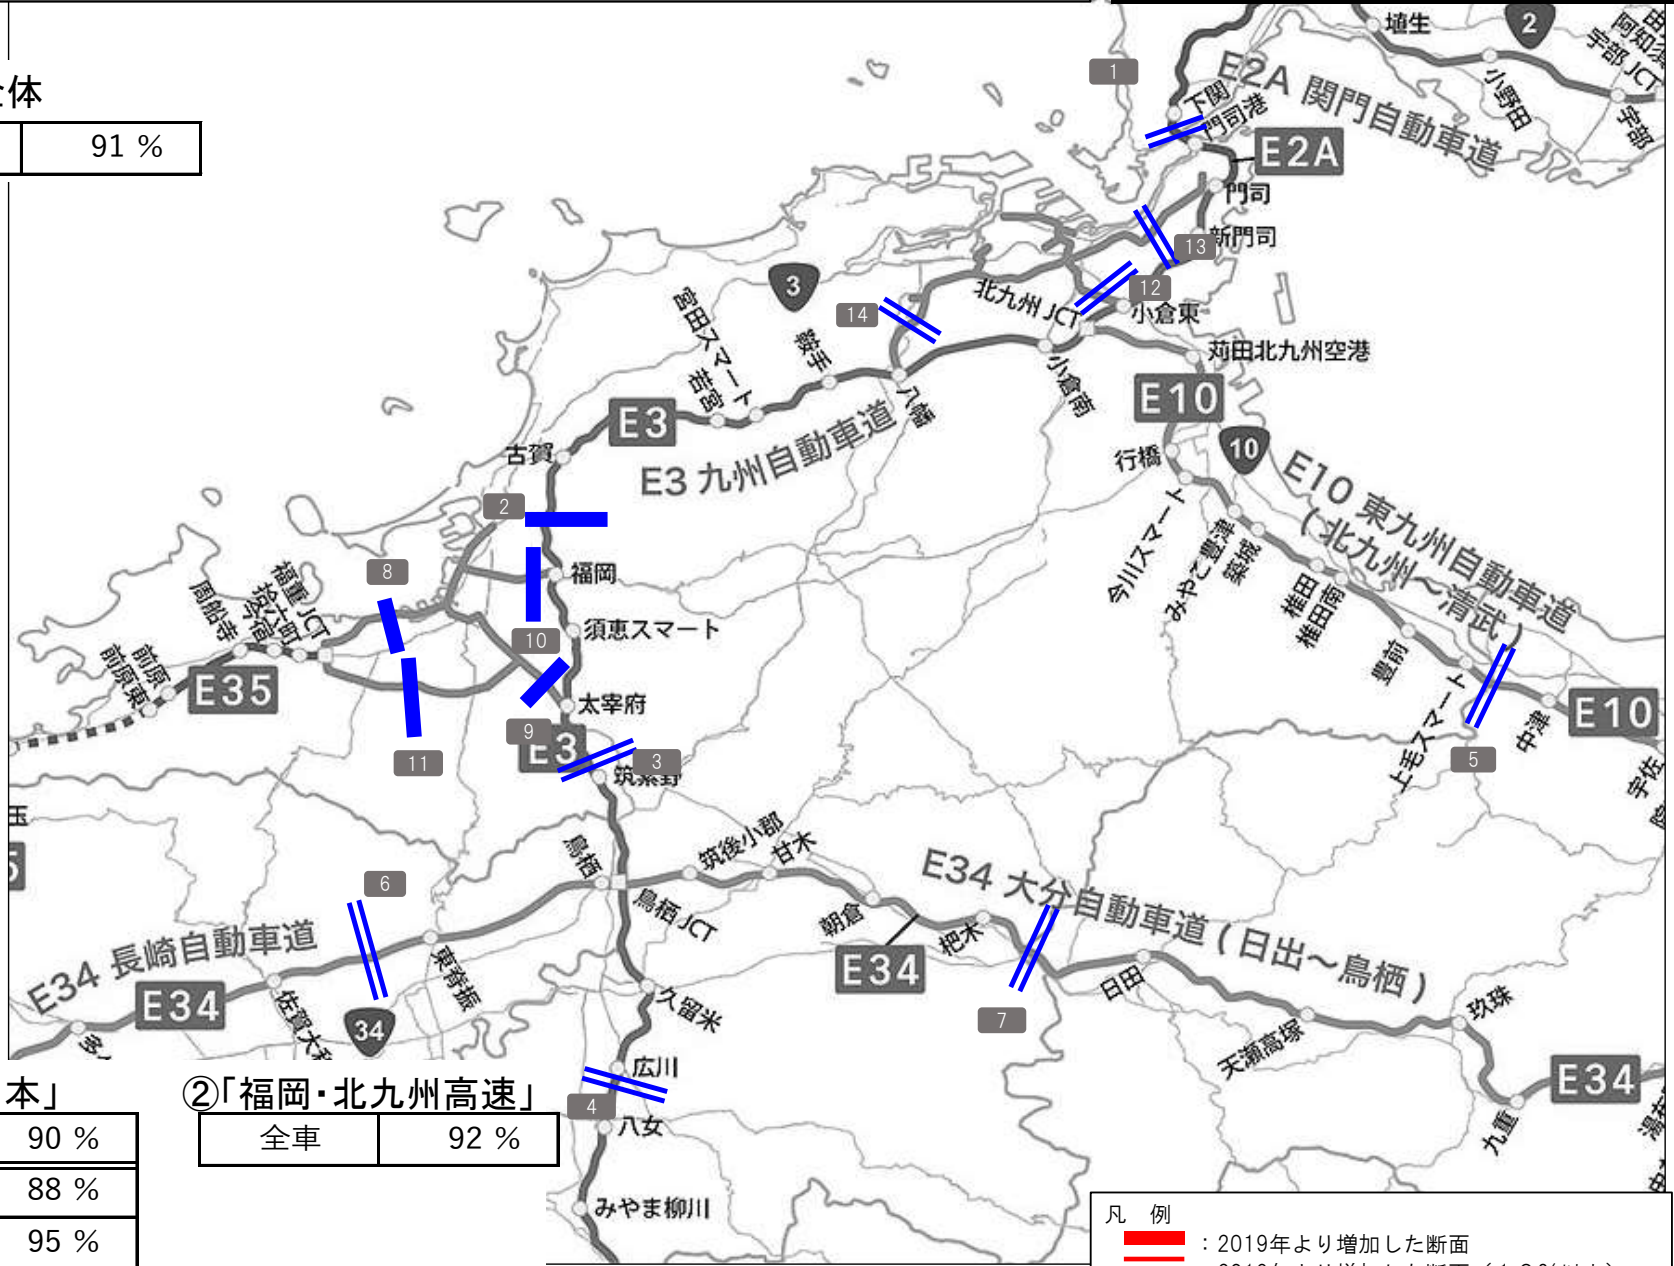 体
91 %
埴生
2
宇部 JCT
小野田
宇部
1
E2A 関門自動車道
下関
門司港
E2A
門司
13
新門司
12
小倉東
北九州 JCT
3
14
宮田スマート
鞍手
若宮
八幡
小倉南
苅田北九州空港
E10
E3
古賀
E3 九州自動車道
行橋
10
E10 東九州自動車道
(北九州～清武)
今川スマート
みやこ豊津
築城
椎田
椎田南
豊前
上毛スマート
中津
E10
宇佐
5
2
福岡
8
10
須恵スマート
福重 JCT
拾六町
今宿
周船寺
前原
前原東
E35
太宰府
9
E3
3
筑紫野
11
玉
6
鳥栖
筑後小郡
甘木
鳥栖 JCT
朝倉
杷木
E34 大分自動車道 (日出～鳥栖)
E34
日田
7
天瀬高塚
玖珠
九重
E34
E34 長崎自動車道
E34
東脊振
佐賀大和
34
久留米
広川
4
八女
みやま柳川
本」
90 %
88 %
95 %
②「福岡・北九州高速」
全車 92 %
凡 例
：2019年より増加した断面